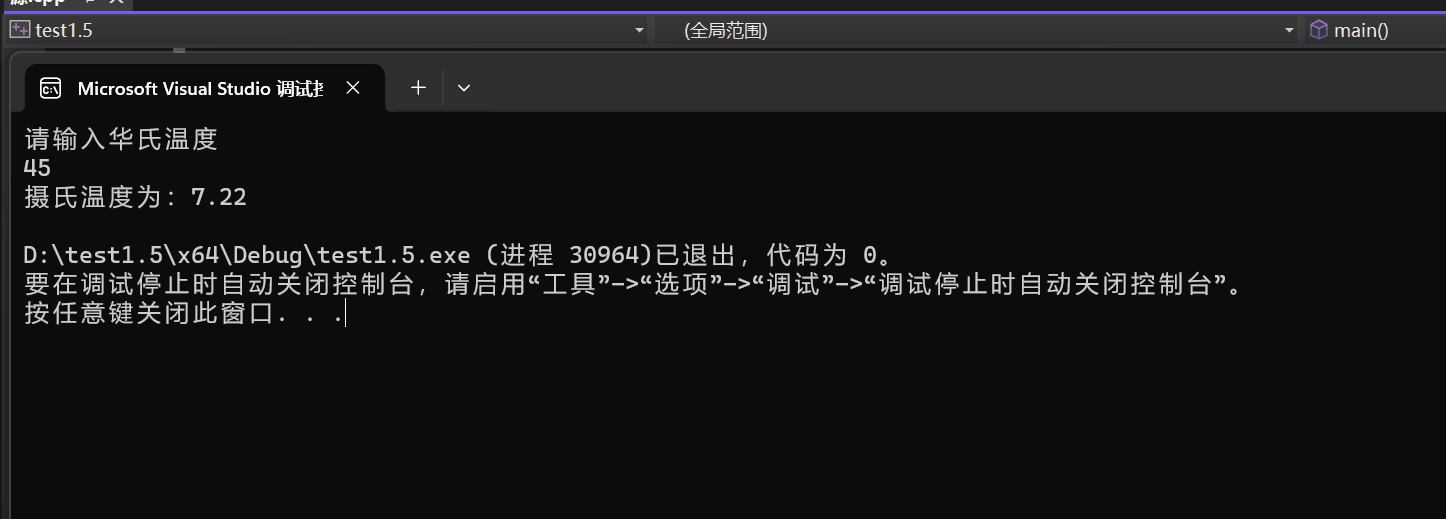 test1.5
(全局范围)
main()
Microsoft Visual Studio 调试
请输入华氏温度
45
摄氏温度为：7.22
D:\test1.5\x64\Debug\test1.5.exe (进程 30964)已退出，代码为 0。
要在调试停止时自动关闭控制台，请启用“工具”->“选项”->“调试”->“调试停止时自动关闭控制台”。
按任意键关闭此窗口. . .